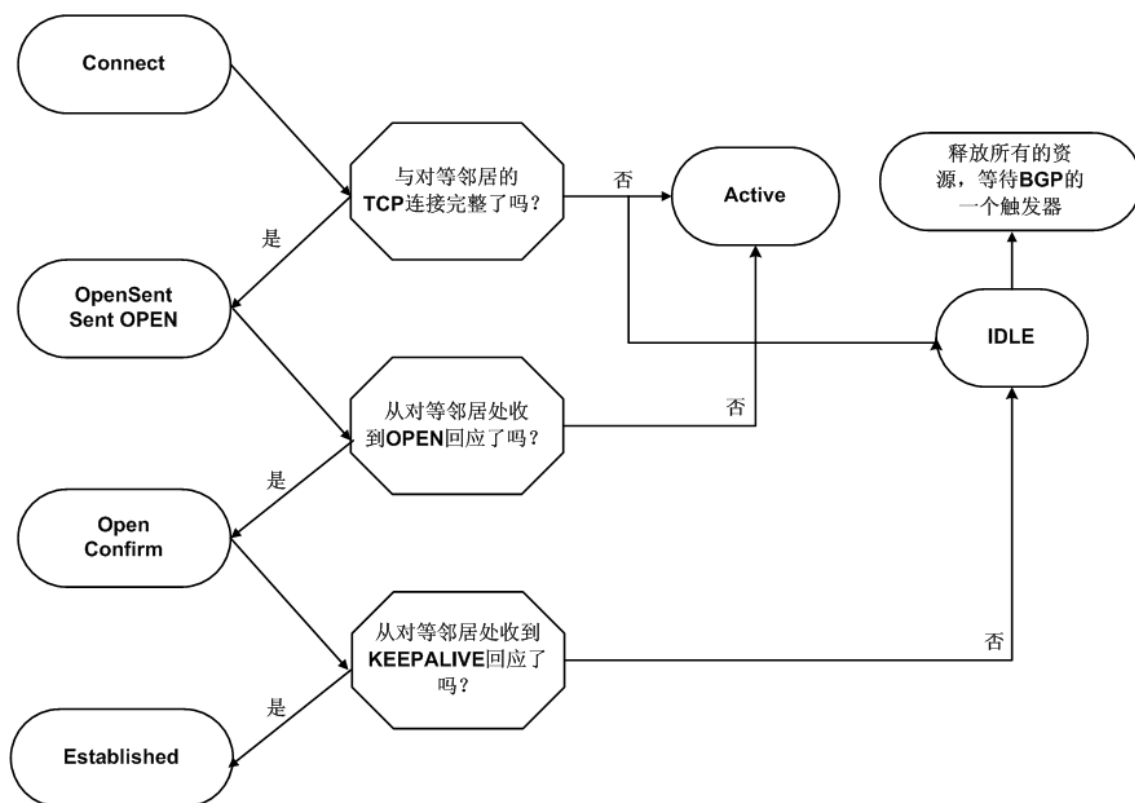 Connect
与对等邻居的
TCP连接完整了吗？
否
Active
释放所有的资
源，等待BGP的
一个触发器
是
OpenSent
Sent OPEN
IDLE
从对等邻居处收
到OPEN回应了吗？
否
是
Open
Confirm
从对等邻居处收到
KEEPALIVE回应了
吗？
否
是
Established